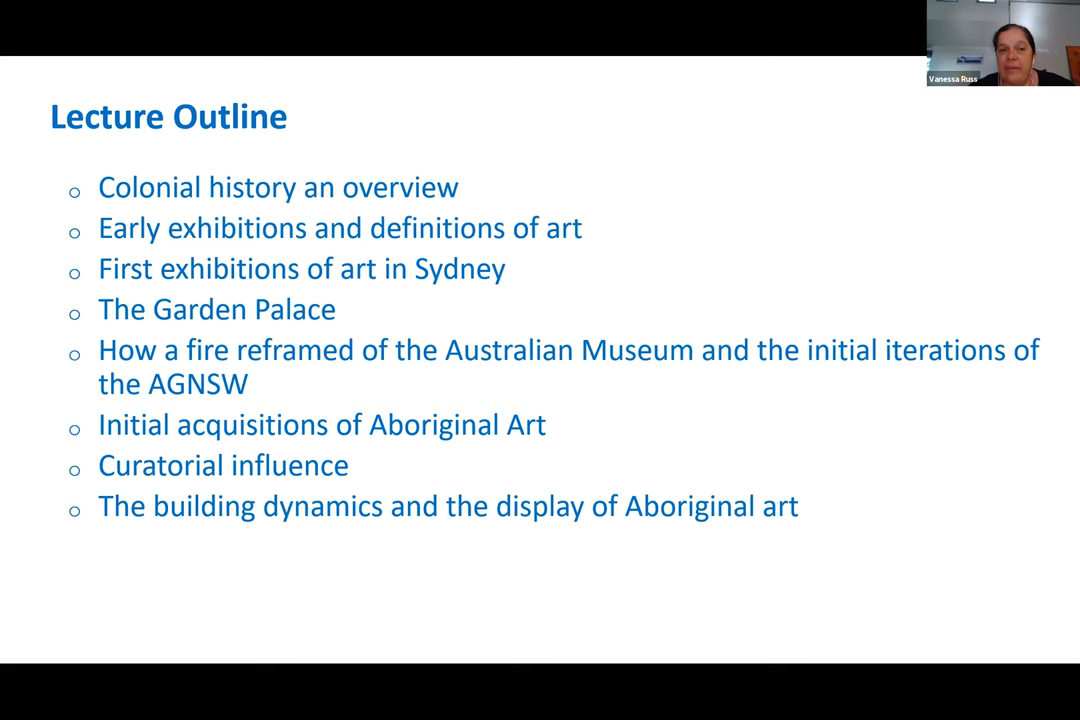 Vanessa Russ
Lecture Outline
o Colonial history an overview
o Early exhibitions and definitions of art
o First exhibitions of art in Sydney
o The Garden Palace
o How a fire reframed of the Australian Museum and the initial iterations of
the AGNSW
o Initial acquisitions of Aboriginal Art
o Curatorial influence
o The building dynamics and the display of Aboriginal art